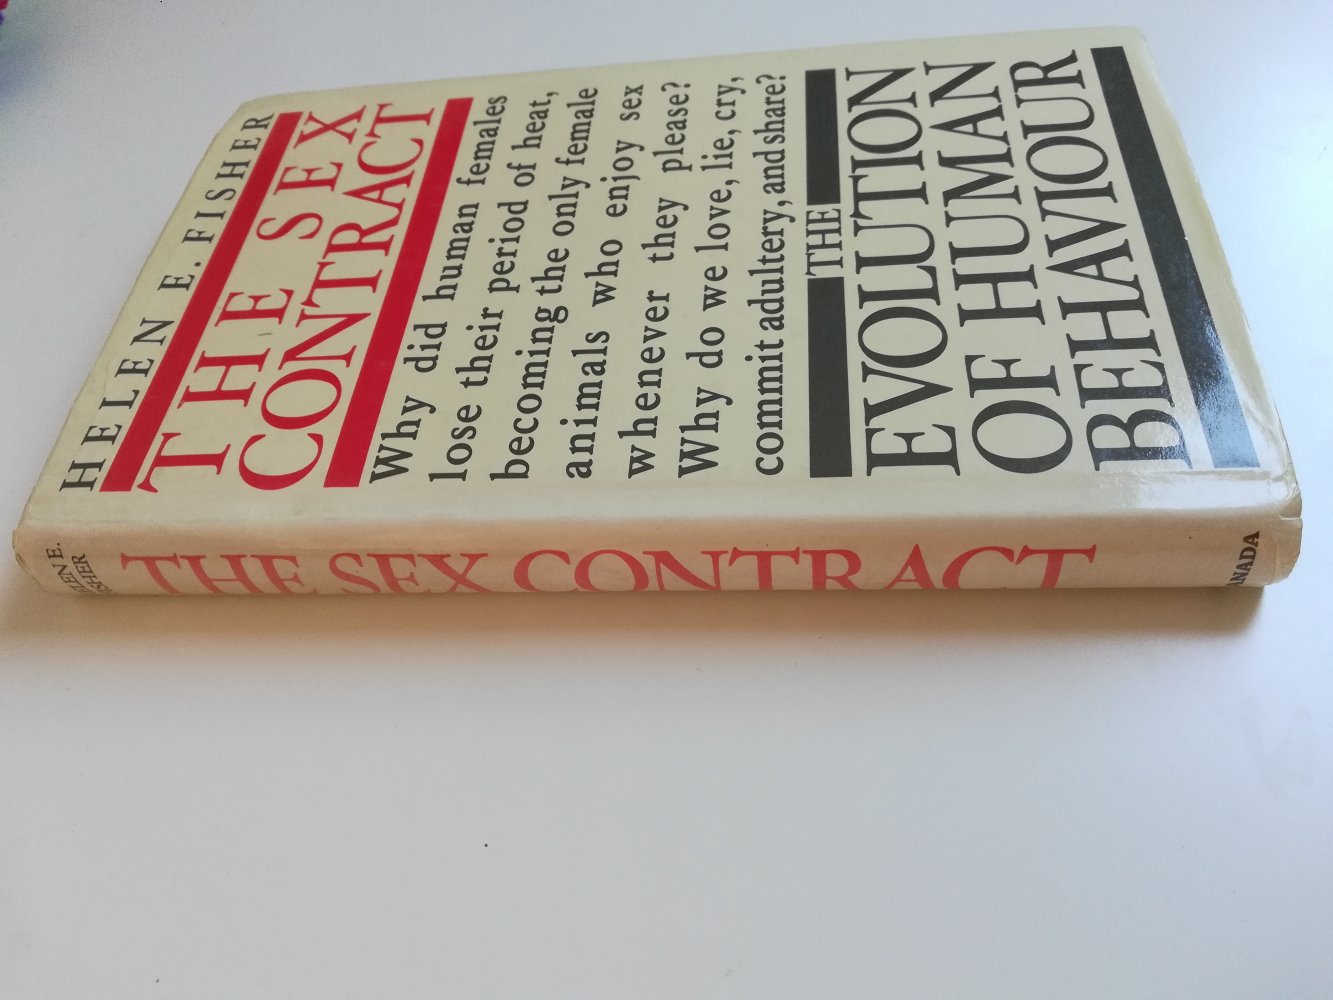 HELEN E. FISHER
THE SEX
CONTRACT
Why did human females
lose their period of heat,
becoming the only female
animals who enjoy sex
whenever they please?
Why do we love, lie, cry,
commit adultery, and share?
THE
EVOLUTION
OF HUMAN
BEHAVIOUR
THE SEX CONTRACT